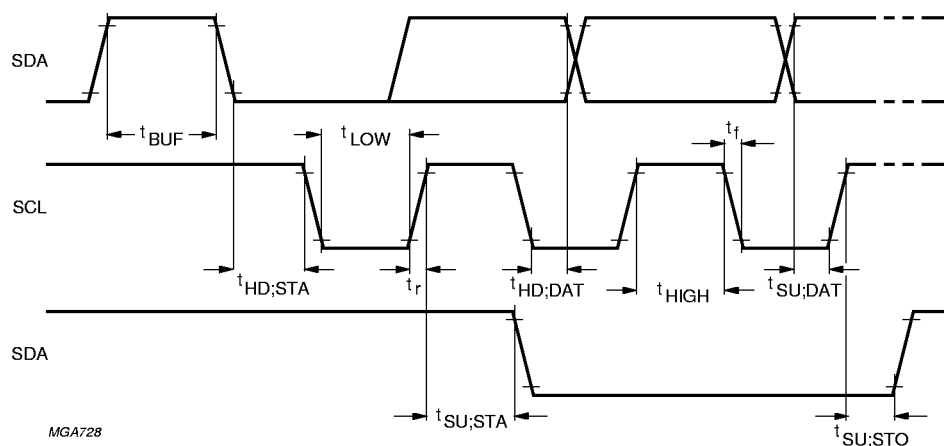 SDA
t BUF
t LOW
t f
SCL
t HD;STA
t r
t HD;DAT
t HIGH
t SU;DAT
SDA
t SU;STA
t SU;STO
MGA728